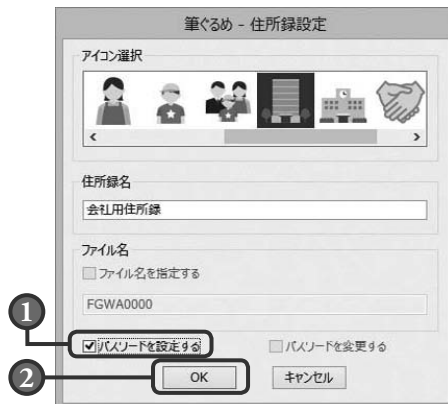 筆ぐるめ - 住所録設定
アイコン選択
住所録名
会社用住所録
ファイル名
ファイル名を指定する
FGWA0000
1
パスワードを設定する
パスワードを変更する
2
OK
キャンセル